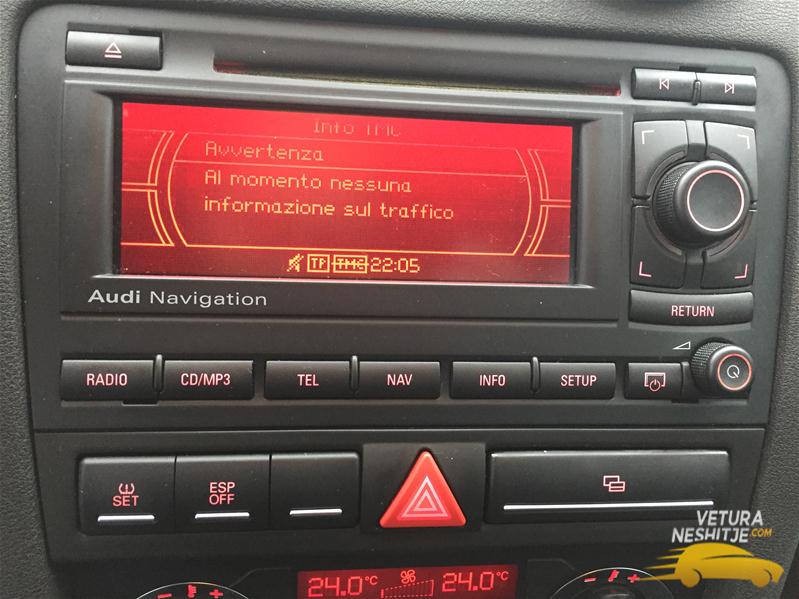 Info TMC
Avvertenza
Al momento nessuna
informazione sul traffico
TP TMC 22:05
Audi Navigation
RETURN
RADIO CD/MP3 TEL NAV INFO SETUP
SET ESP OFF
24.0°C 24.0°C
VETURA
NESHITJE.COM